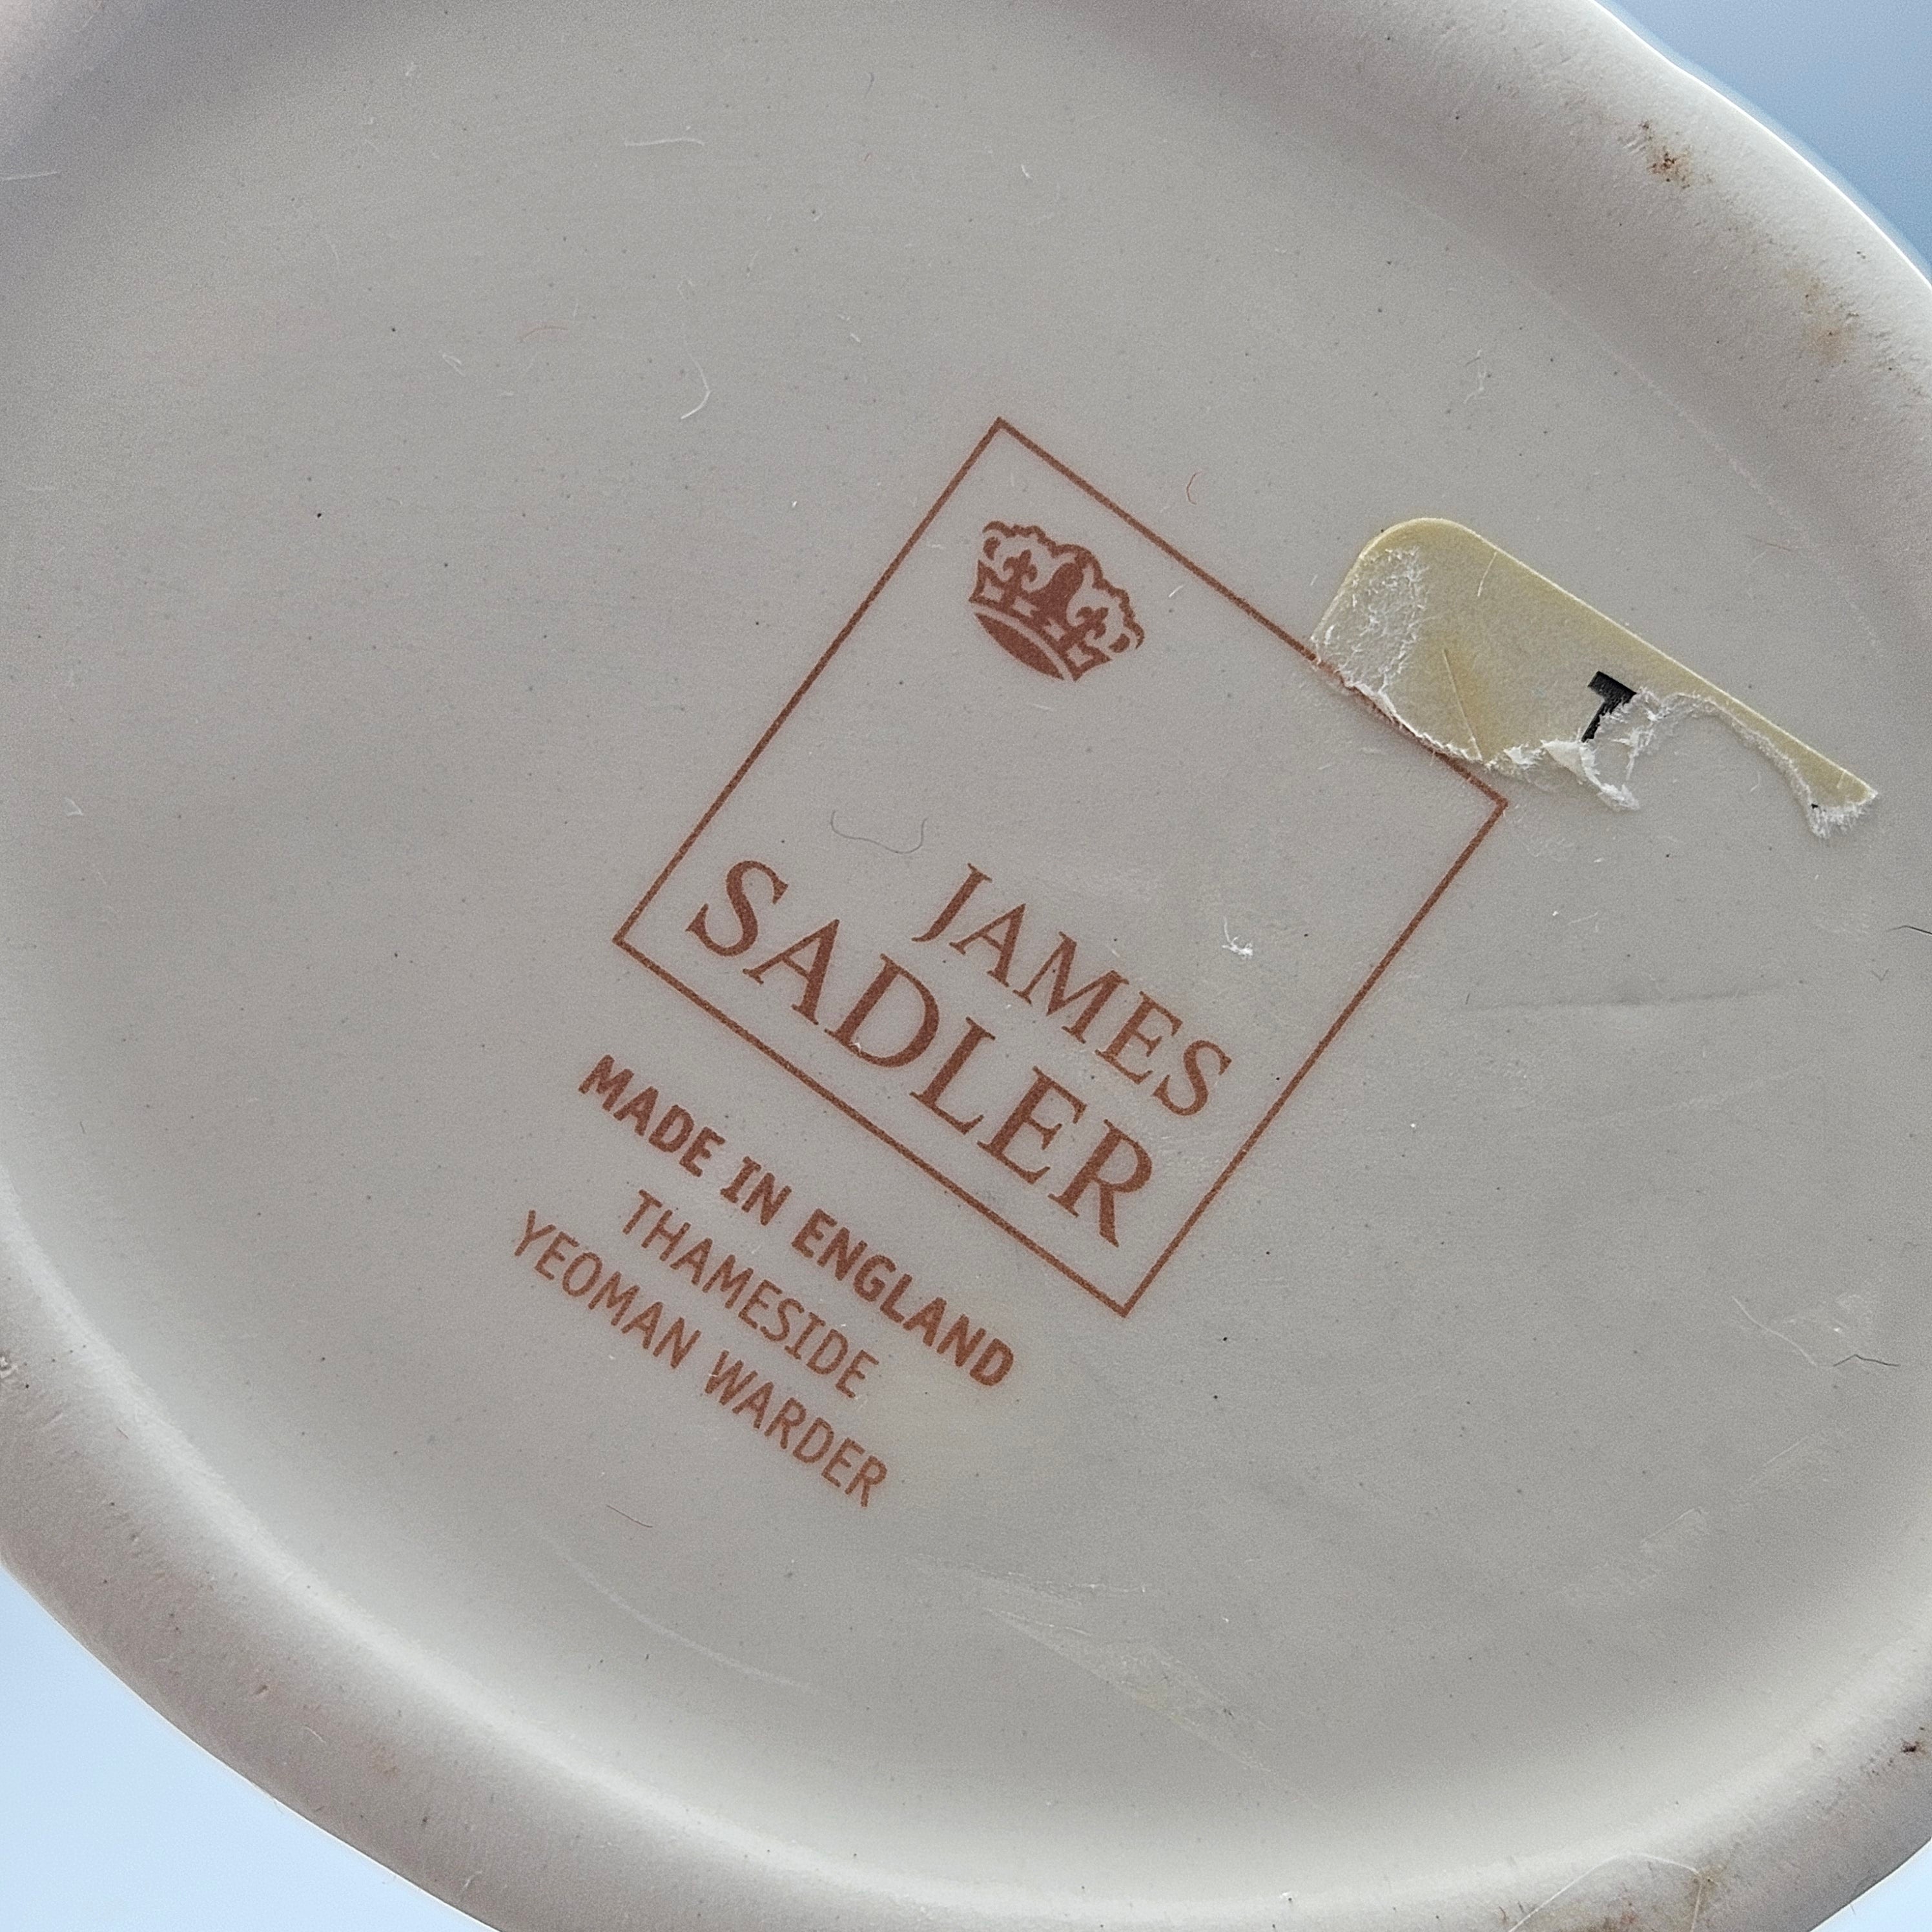 JAMES
SADLER
MADE IN ENGLAND
THAMESIDE
YEOMAN WARDER